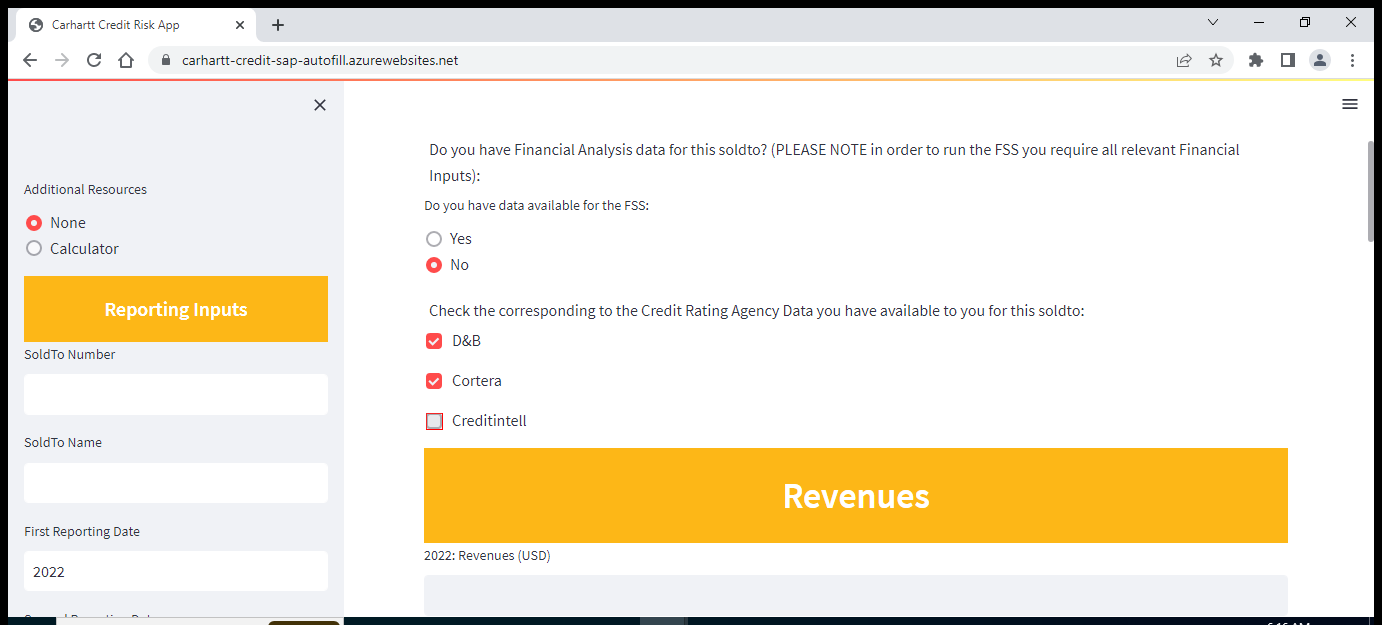 Carhartt Credit Risk App
carhartt-credit-sap-autofill.azurewebsites.net
Additional Resources
None
Calculator
Reporting Inputs
SoldTo Number
SoldTo Name
First Reporting Date
2022
Do you have Financial Analysis data for this soldto? (PLEASE NOTE in order to run the FSS you require all relevant Financial
Inputs):
Do you have data available for the FSS:
Yes
No
Check the corresponding to the Credit Rating Agency Data you have available to you for this soldto:
D&B
Cortera
Creditintell
Revenues
2022: Revenues (USD)